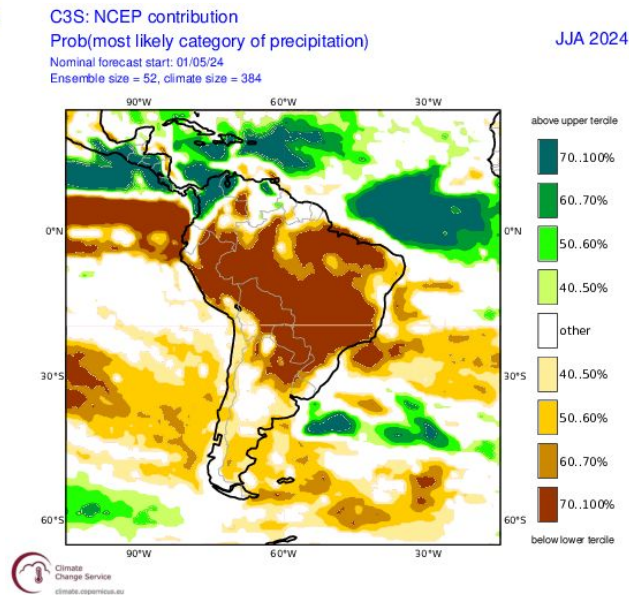 C3S: NCEP contribution
Prob(most likely category of precipitation)
JJA 2024
Nominal forecast start: 01/05/24
Ensemble size = 52, climate size = 384
90°W 60°W 30°W
above upper tercile
70..100%
60..70%
0°N 0°N
50..60%
40..50%
other
30°S 30°S
40..50%
50..60%
60..70%
70..100%
60°S 60°S
below lower tercile
90°W 60°W 30°W
Climate
Change Service
climate.copernicus.eu